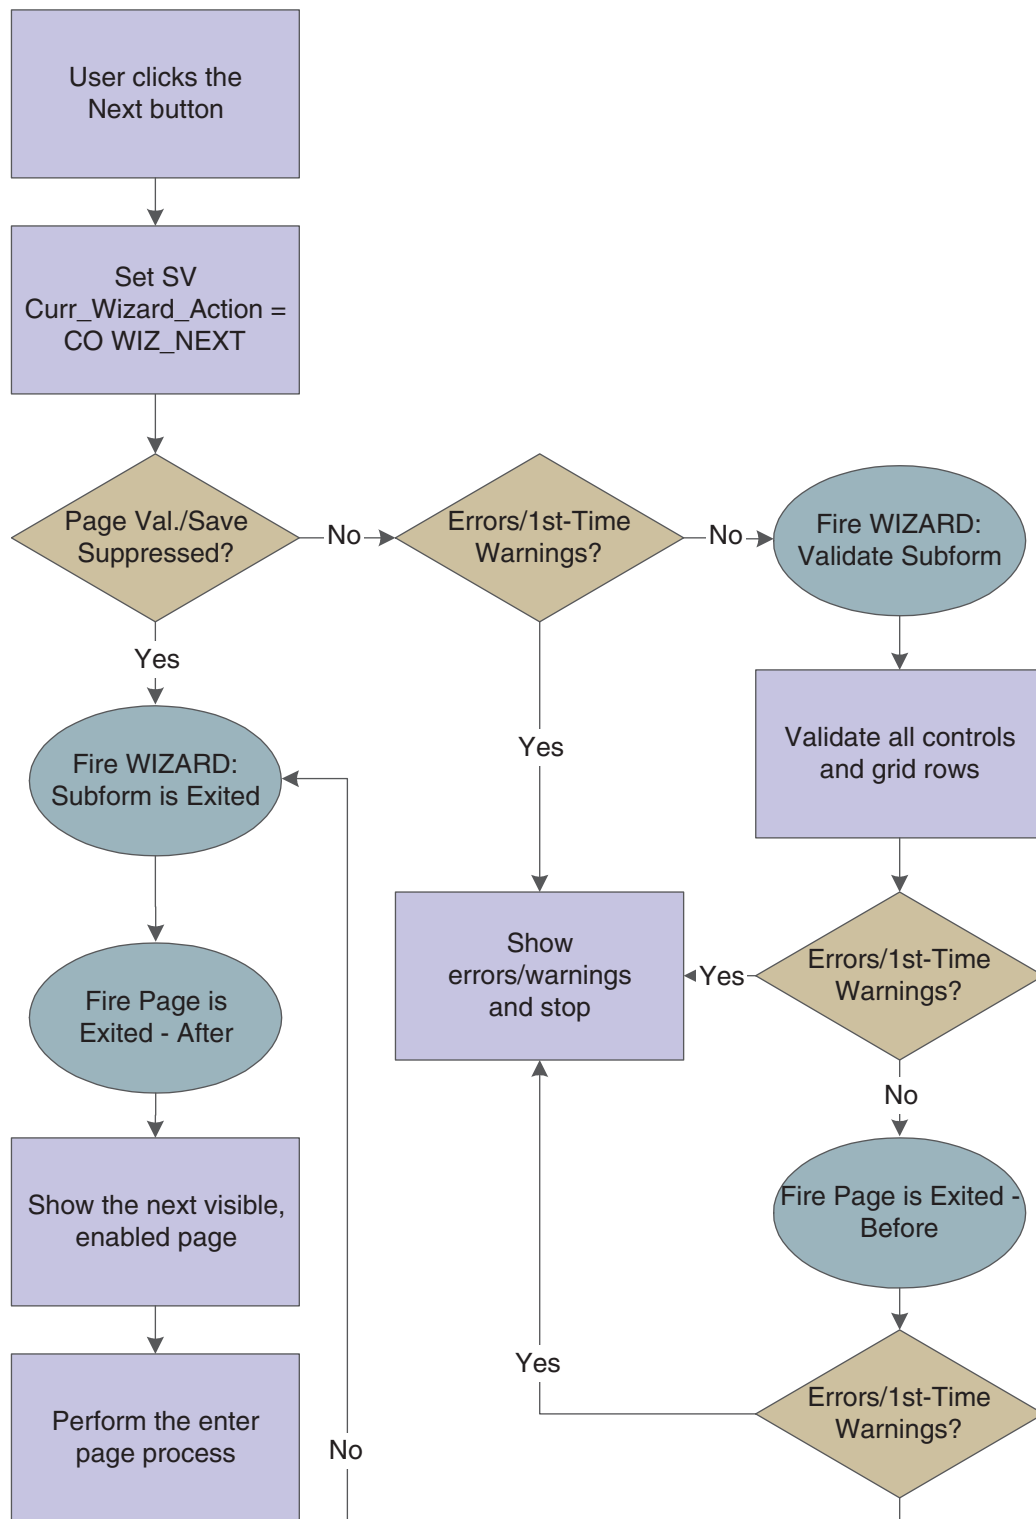 User clicks the
Next button
Set SV
Curr_Wizard_Action =
CO WIZ_NEXT
Page Val./Save
Suppressed?
No
Errors/1st-Time
Warnings?
No
Fire WIZARD:
Validate Subform
Yes
Yes
Validate all controls
and grid rows
Fire WIZARD:
Subform is Exited
Show
errors/warnings
and stop
Yes
Errors/1st-Time
Warnings?
Fire Page is
Exited - After
No
Show the next visible,
enabled page
Fire Page is Exited -
Before
Yes
Errors/1st-Time
Warnings?
Perform the enter
page process
No